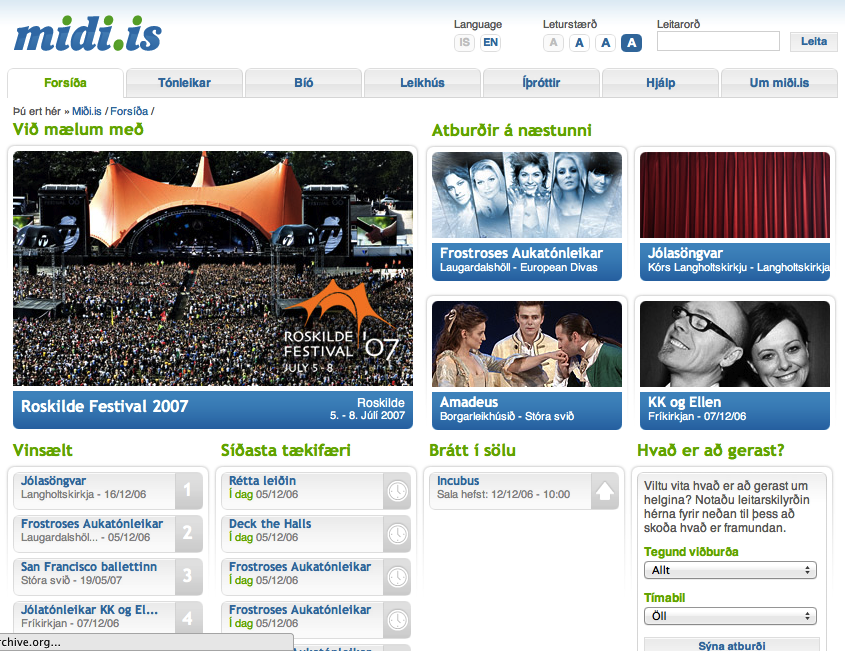 midi.is
Language
IS EN
Leturstærð
A A A A
Leitarorð
Leita
Forsíða
Tónleikar
Bíó
Leikhús
Íþróttir
Hjálp
Um miði.is
Þú ert hér » Miði.is / Forsíða /
Við mælum með
ROSKILDE
FESTIVAL '07
JULY 5-8
Roskilde Festival 2007
Roskilde
5. - 8. Júlí 2007
Atburðir á næstunni
Frostroses Aukatónleikar
Laugardalshöll - European Divas
Jólasöngvar
Kórs Langholtskirkju - Langholtskirkja
Amadeus
Borgarleikhúsið - Stóra svið
KK og Ellen
Fríkirkjan - 07/12/06
Vinsælt
Jólasöngvar
Langholtskirkja - 16/12/06
1
Frostroses Aukatónleikar
Laugardalshöl... - 05/12/06
2
San Francisco ballettinn
Stóra svið - 19/05/07
3
Jólatónleikar KK og El...
Fríkirkjan - 07/12/06
4
Síðasta tækifæri
Rétta leiðin
Í dag 05/12/06
Deck the Halls
Í dag 05/12/06
Frostroses Aukatónleikar
Í dag 05/12/06
Frostroses Aukatónleikar
Í dag 05/12/06
Brátt í sölu
Incubus
Sala hefst: 12/12/06 - 10:00
Hvað er að gerast?
Viltu vita hvað er að gerast um
helgina? Notaðu leitarskilyrðin
hérna fyrir neðan til þess að
skoða hvað er framundan.
Tegund viðburða
Allt
Tímabil
Öll
Sýna atburði
rchive.org...